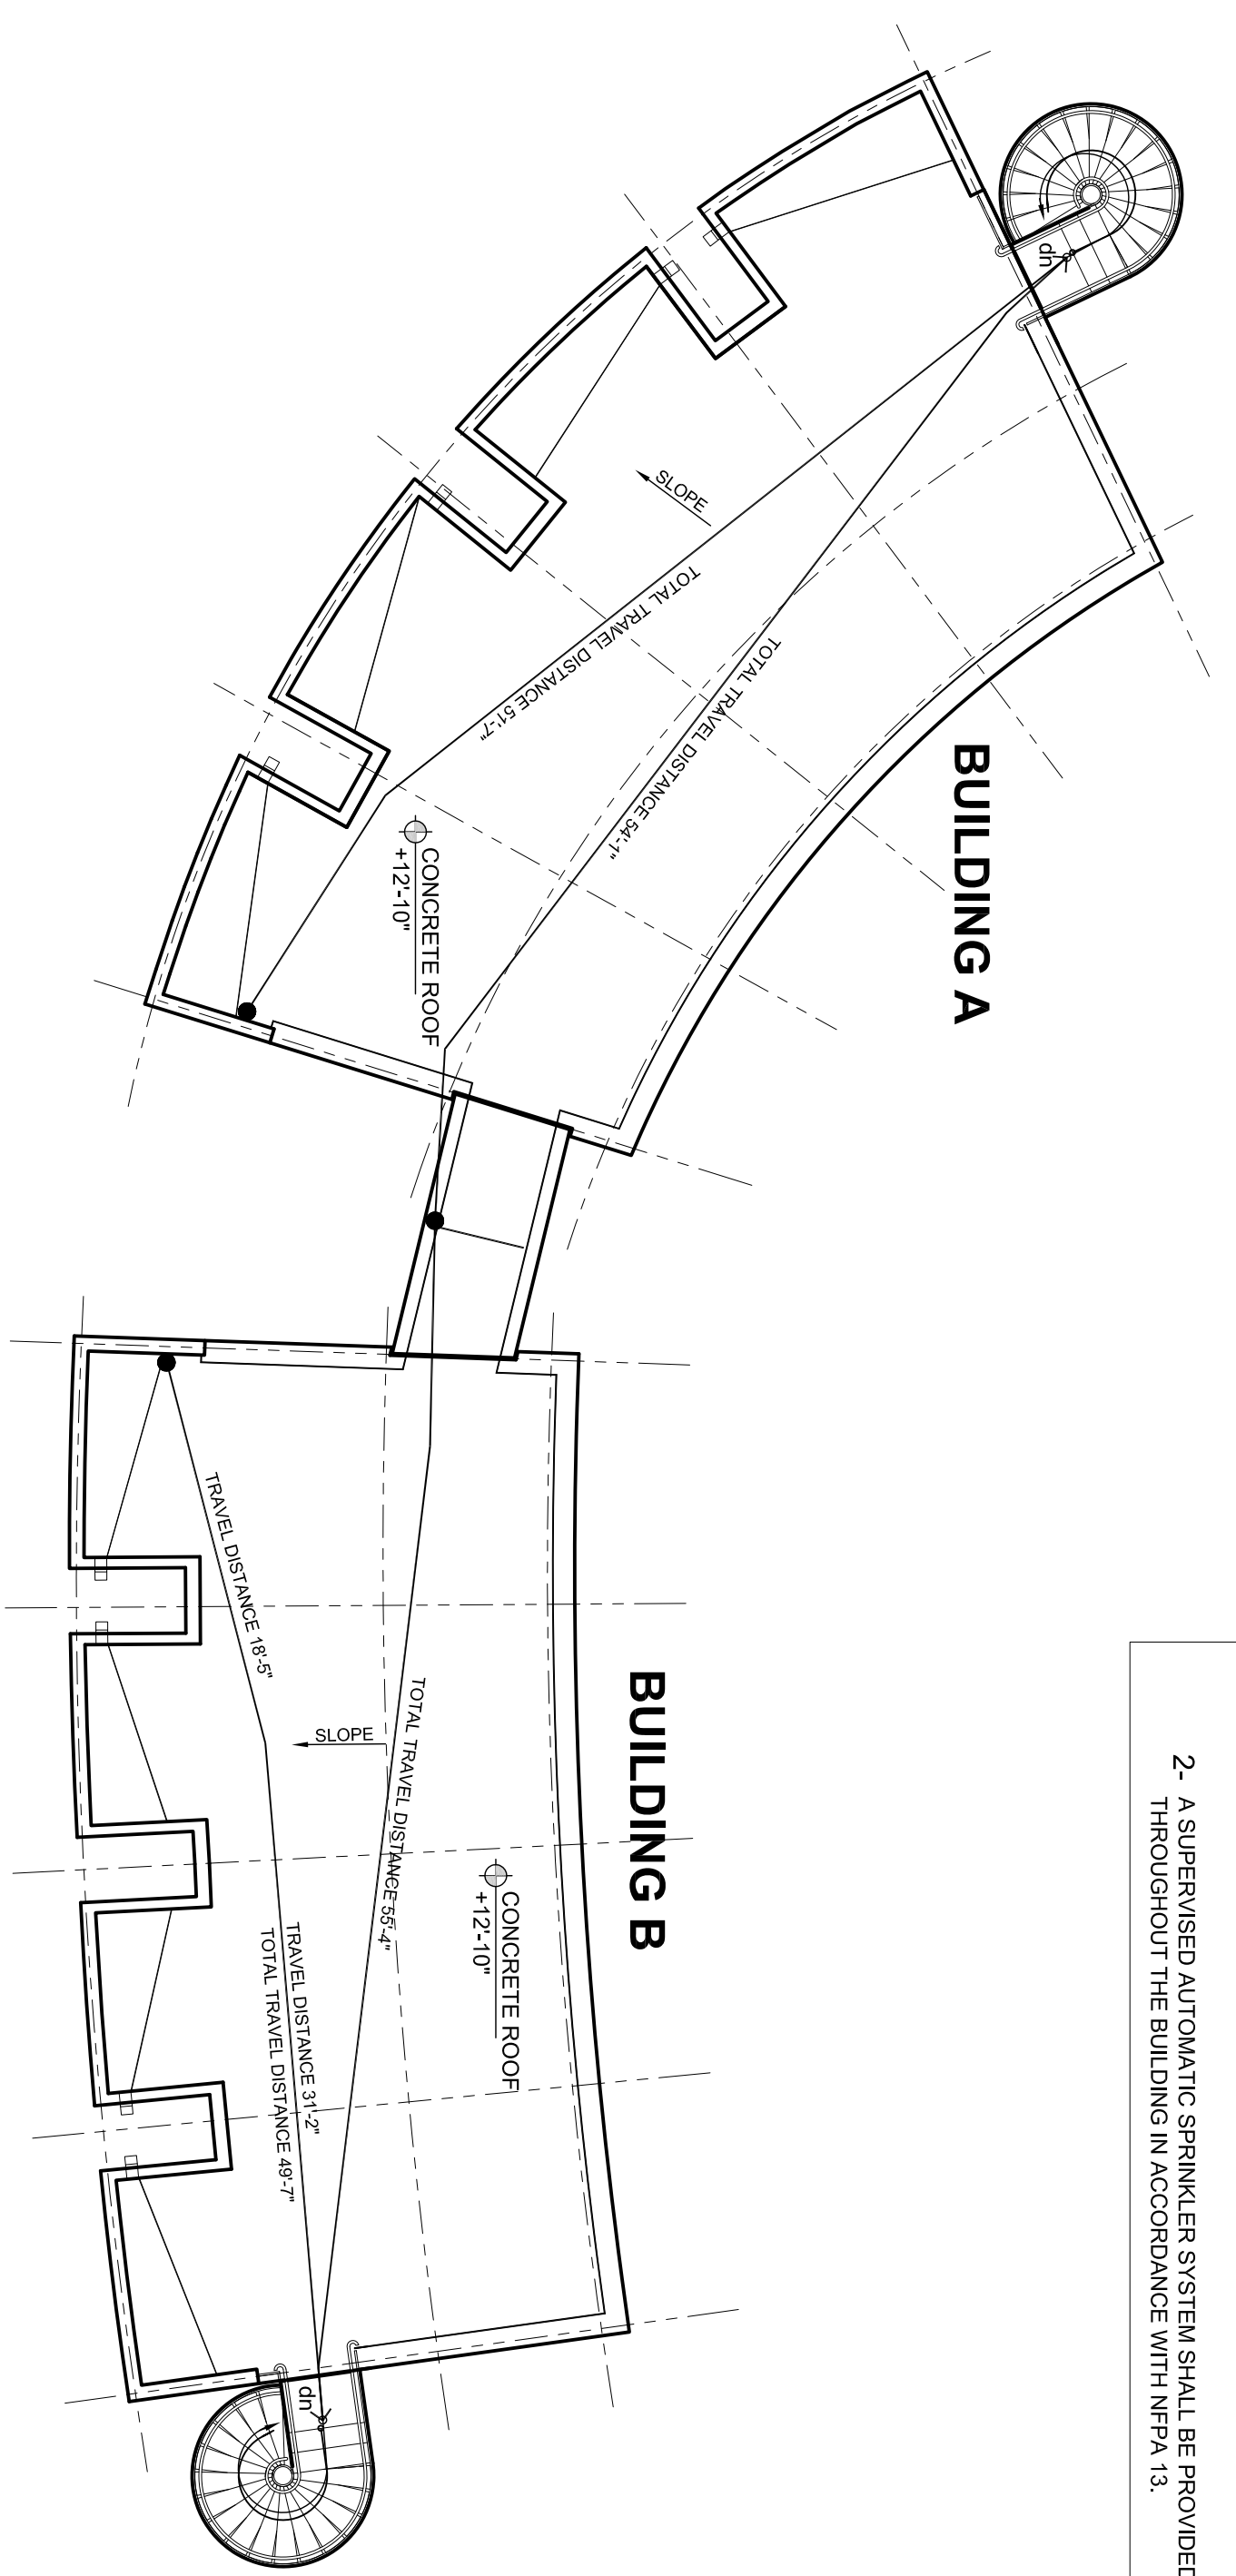 BUILDING A
dn
SLOPE
TOTAL TRAVEL DISTANCE 51'-7"
TOTAL TRAVEL DISTANCE 54'-1"
CONCRETE ROOF
+12'-10"
BUILDING B
TRAVEL DISTANCE 18'-5"
SLOPE
TOTAL TRAVEL DISTANCE 55'-4"
CONCRETE ROOF
+12'-10"
TRAVEL DISTANCE 31'-2"
TOTAL TRAVEL DISTANCE 49'-7"
dn
2- A SUPERVISED AUTOMATIC SPRINKLER SYSTEM SHALL BE PROVIDED
THROUGHOUT THE BUILDING IN ACCORDANCE WITH NFPA 13.